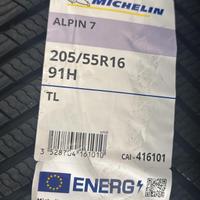 MICHELIN
ALPIN 7
205/55R16
91H
TL
3 528704 161010
CAI - 416101
ENERG